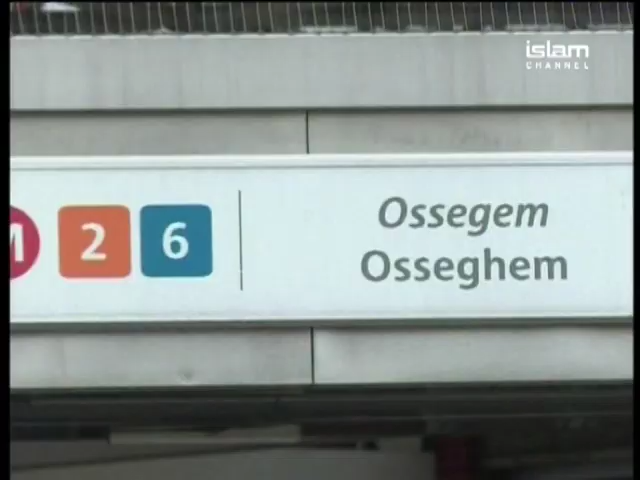 islam
CHANNEL
M 2 6
Ossegem
Osseghem